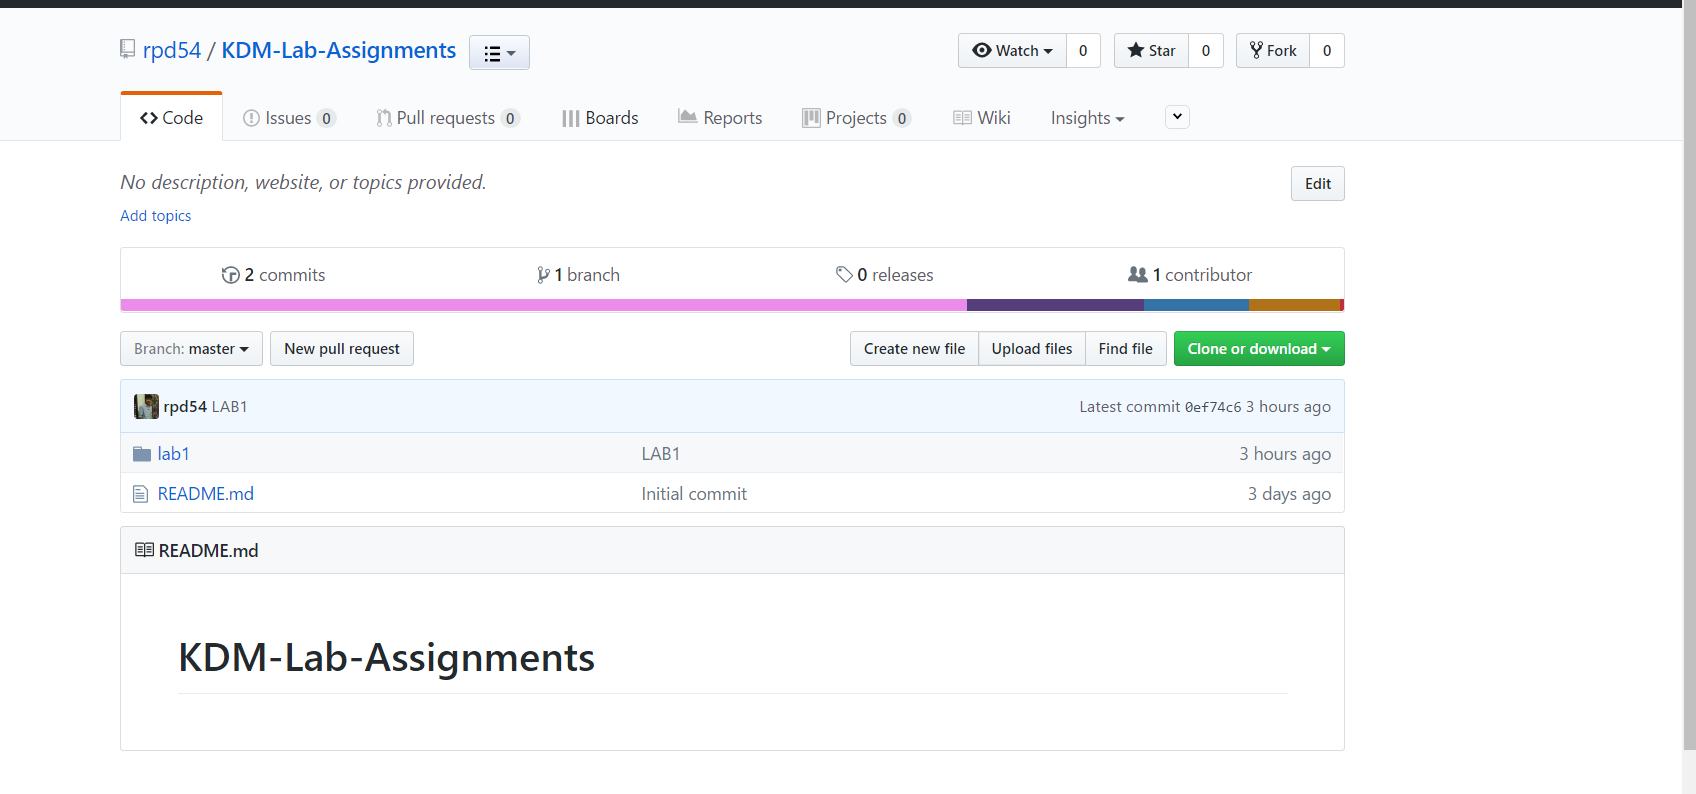 rpd54 / KDM-Lab-Assignments
Watch 0 Star 0 Fork 0
Code Issues 0 Pull requests 0 Boards Reports Projects 0 Wiki Insights
No description, website, or topics provided. Edit
Add topics
2 commits 1 branch 0 releases 1 contributor
Branch: master New pull request Create new file Upload files Find file Clone or download
rpd54 LAB1 Latest commit 0ef74c6 3 hours ago
lab1 LAB1 3 hours ago
README.md Initial commit 3 days ago
README.md
KDM-Lab-Assignments